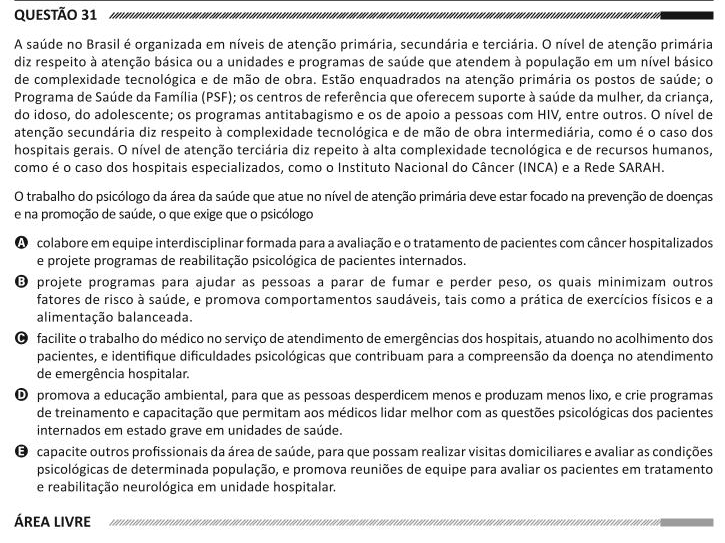 QUESTÃO 31
A saúde no Brasil é organizada em níveis de atenção primária, secundária e terciária. O nível de atenção primária
diz respeito à atenção básica ou a unidades e programas de saúde que atendem à população em um nível básico
de complexidade tecnológica e de mão de obra. Estão enquadrados na atenção primária os postos de saúde; o
Programa de Saúde da Família (PSF); os centros de referência que oferecem suporte à saúde da mulher, da criança,
do idoso, do adolescente; os programas antitabagismo e os de apoio a pessoas com HIV, entre outros. O nível de
atenção secundária diz respeito à complexidade tecnológica e de mão de obra intermediária, como é o caso dos
hospitais gerais. O nível de atenção terciária diz repeito à alta complexidade tecnológica e de recursos humanos,
como é o caso dos hospitais especializados, como o Instituto Nacional do Câncer (INCA) e a Rede SARAH.
O trabalho do psicólogo da área da saúde que atue no nível de atenção primária deve estar focado na prevenção de doenças
e na promoção de saúde, o que exige que o psicólogo
A colabore em equipe interdisciplinar formada para a avaliação e o tratamento de pacientes com câncer hospitalizados
e projete programas de reabilitação psicológica de pacientes internados.
B projete programas para ajudar as pessoas a parar de fumar e perder peso, os quais minimizam outros
fatores de risco à saúde, e promova comportamentos saudáveis, tais como a prática de exercícios físicos e a
alimentação balanceada.
C facilite o trabalho do médico no serviço de atendimento de emergências dos hospitais, atuando no acolhimento dos
pacientes, e identifique dificuldades psicológicas que contribuam para a compreensão da doença no atendimento
de emergência hospitalar.
D promova a educação ambiental, para que as pessoas desperdicem menos e produzam menos lixo, e crie programas
de treinamento e capacitação que permitam aos médicos lidar melhor com as questões psicológicas dos pacientes
internados em estado grave em unidades de saúde.
E capacite outros profissionais da área de saúde, para que possam realizar visitas domiciliares e avaliar as condições
psicológicas de determinada população, e promova reuniões de equipe para avaliar os pacientes em tratamento
e reabilitação neurológica em unidade hospitalar.
ÁREA LIVRE